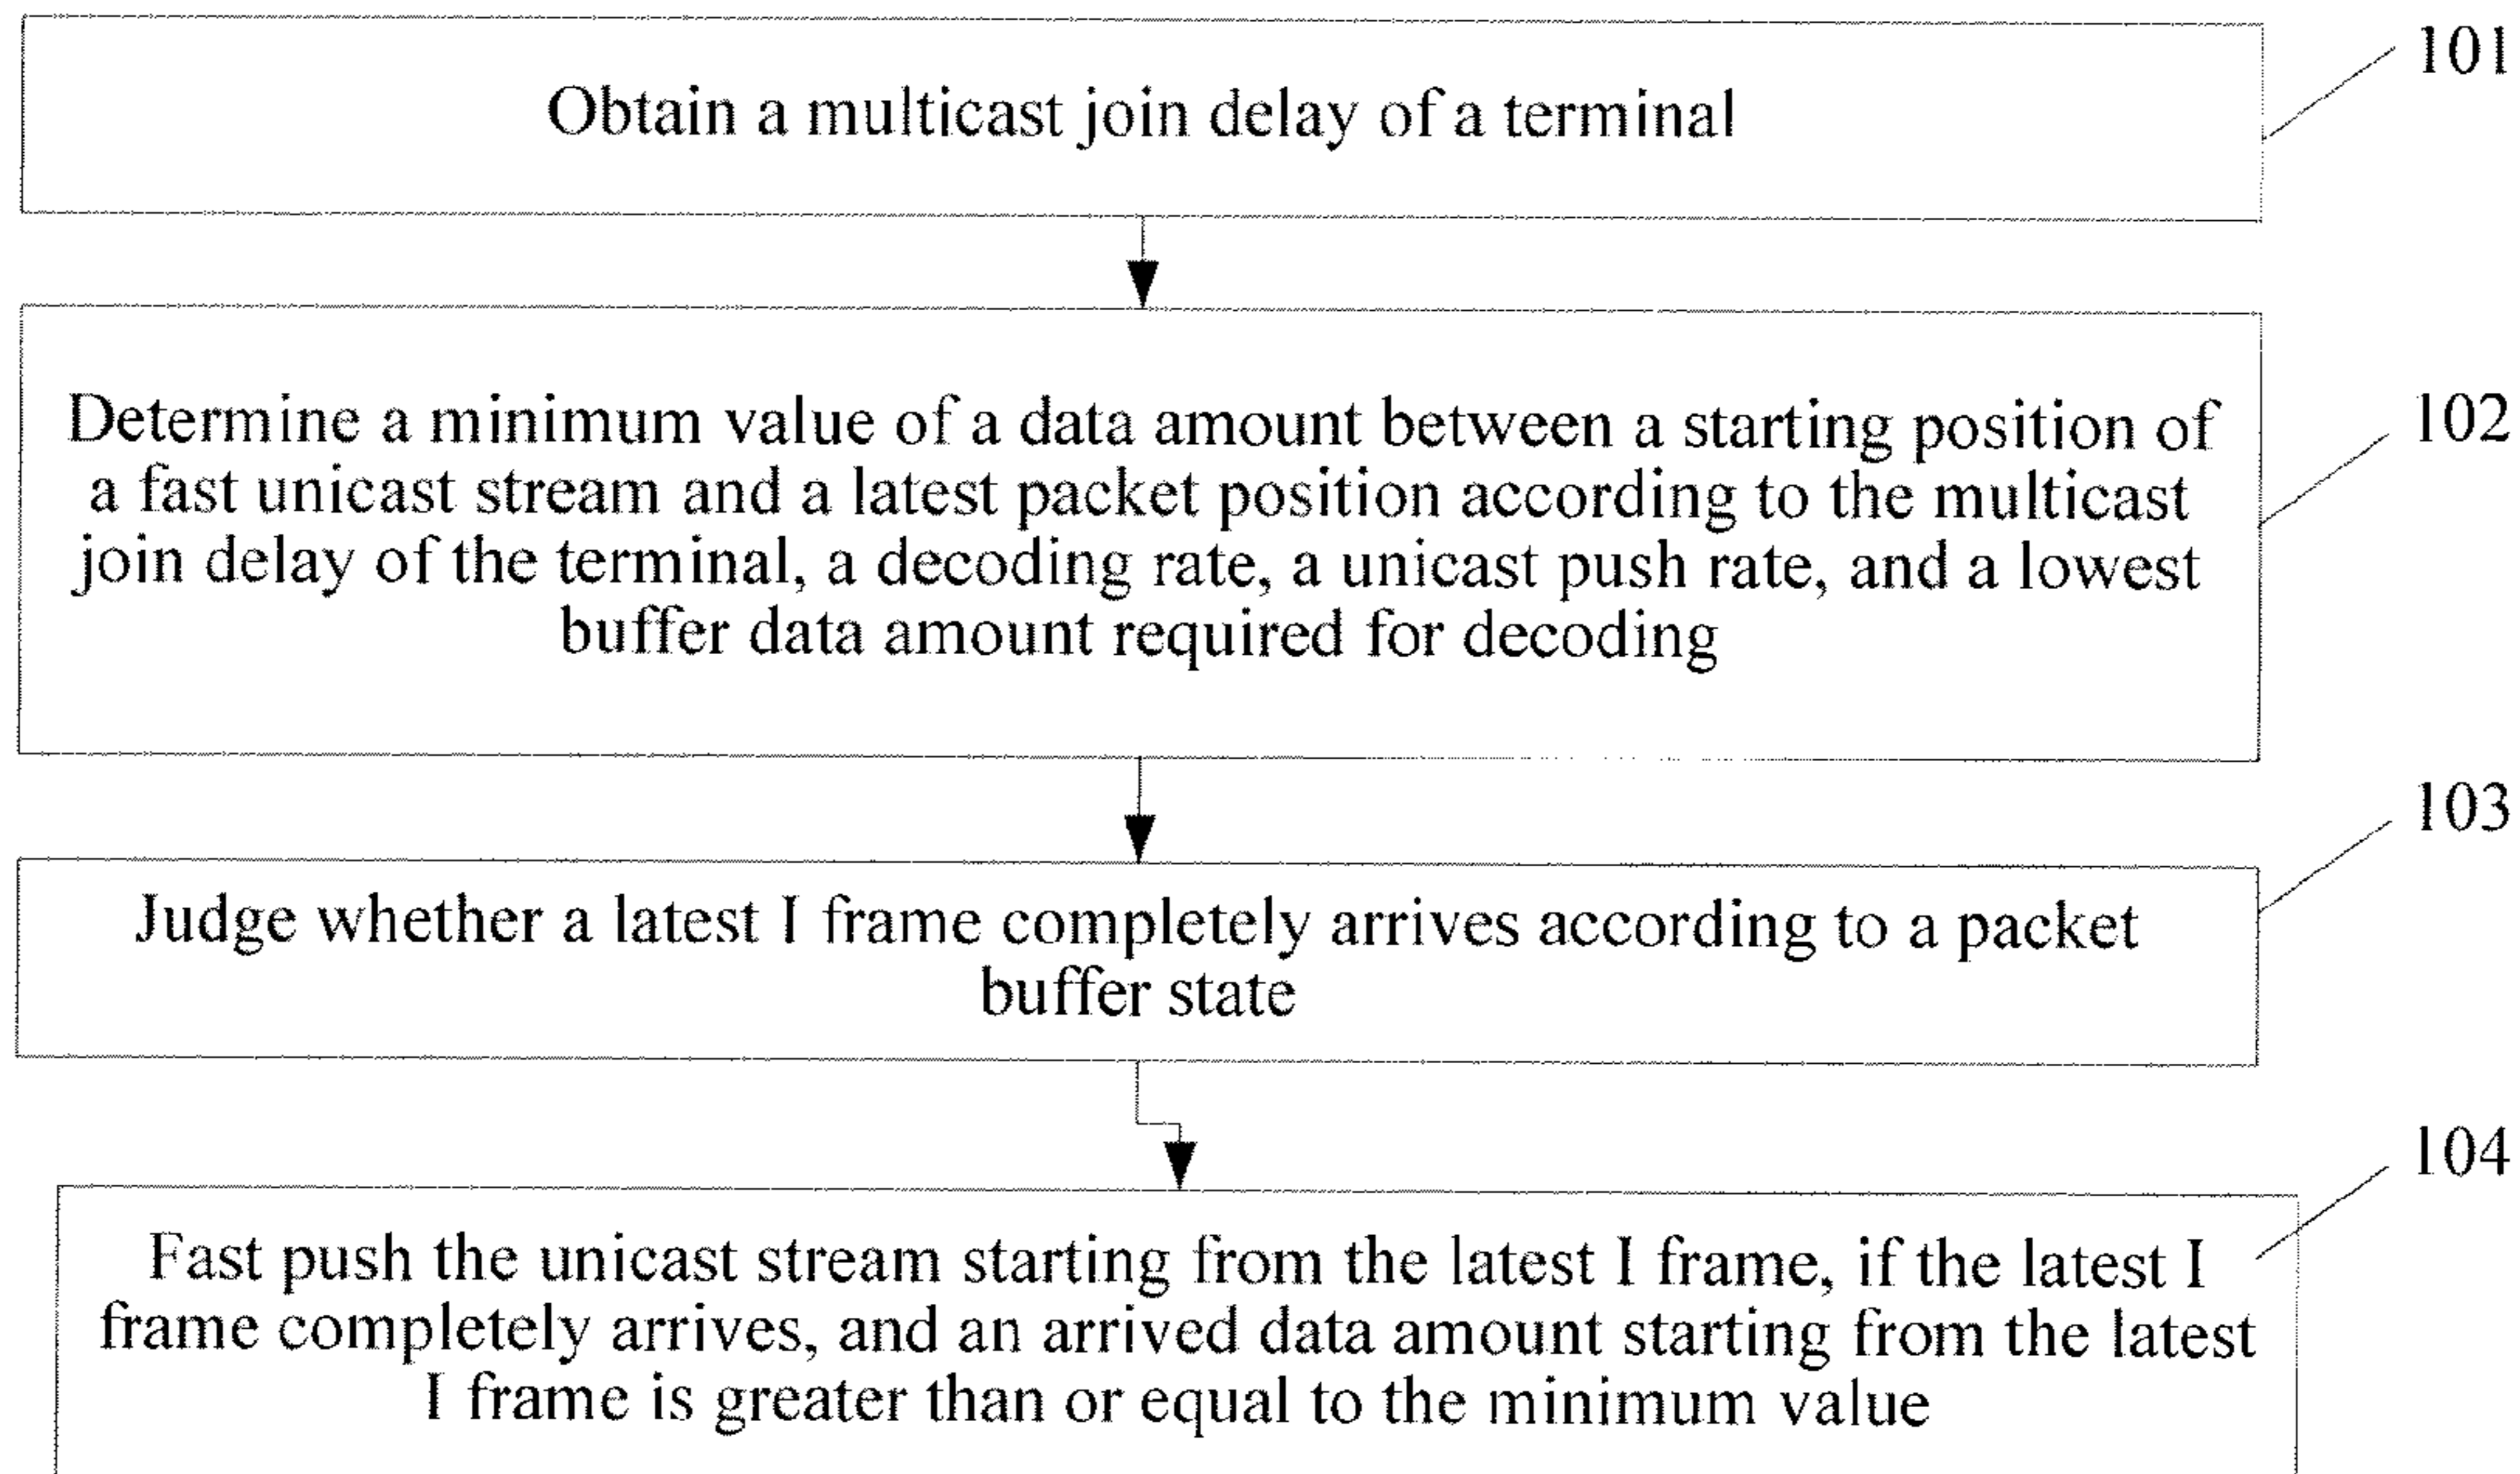 101
Obtain a multicast join delay of a terminal
Determine a minimum value of a data amount between a starting position of
a fast unicast stream and a latest packet position according to the multicast
join delay of the terminal, a decoding rate, a unicast push rate, and a lowest
buffer data amount required for decoding
102
103
Judge whether a latest I frame completely arrives according to a packet
buffer state
104
Fast push the unicast stream starting from the latest I frame, if the latest I
frame completely arrives, and an arrived data amount starting from the latest
I frame is greater than or equal to the minimum value